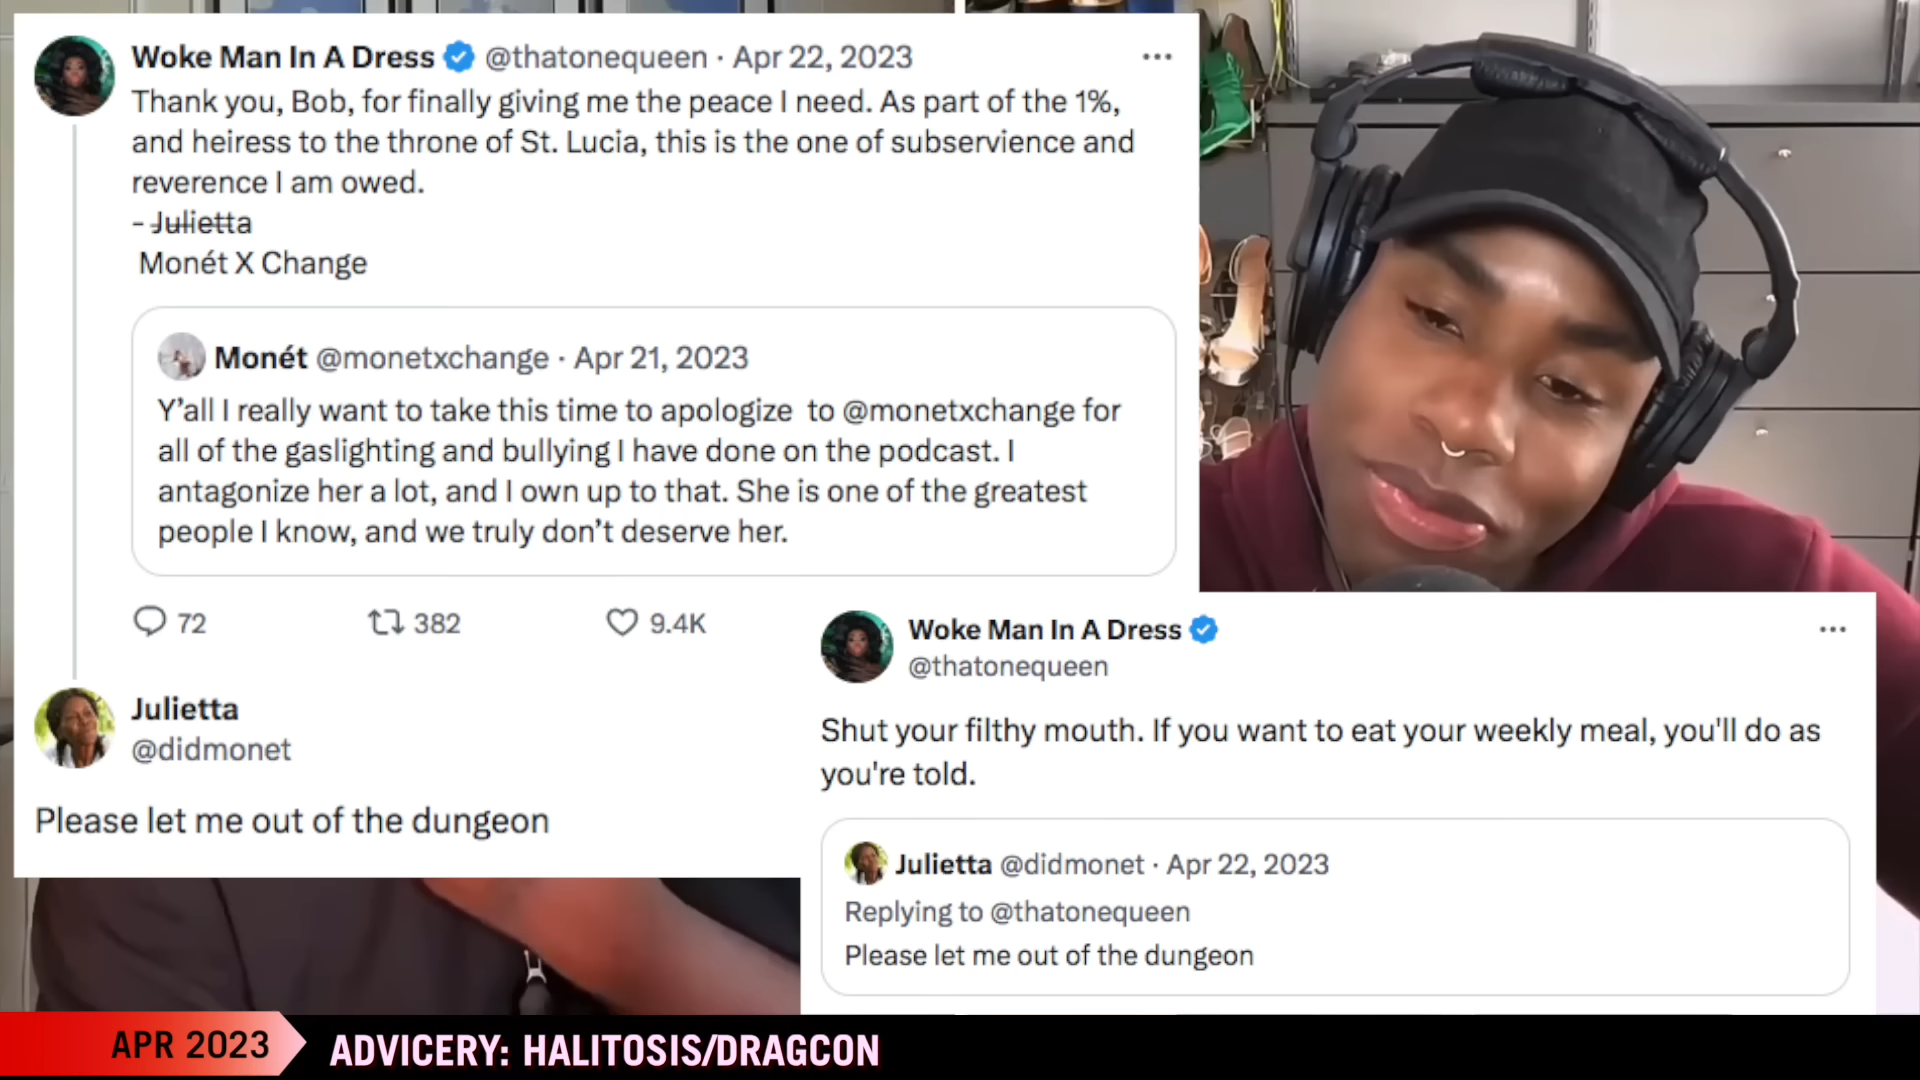 Woke Man In A Dress @thatonequeen · Apr 22, 2023
Thank you, Bob, for finally giving me the peace I need. As part of the 1%,
and heiress to the throne of St. Lucia, this is the one of subservience and
reverence I am owed.
- Julietta
Monét X Change
Monét @monetxchange · Apr 21, 2023
Y'all I really want to take this time to apologize  to @monetxchange for
all of the gaslighting and bullying I have done on the podcast. I
antagonize her a lot, and I own up to that. She is one of the greatest
people I know, and we truly don't deserve her.
72 382 9.4K
Julietta
@didmonet
Please let me out of the dungeon
Woke Man In A Dress
@thatonequeen
Shut your filthy mouth. If you want to eat your weekly meal, you'll do as
you're told.
Julietta @didmonet · Apr 22, 2023
Replying to @thatonequeen
Please let me out of the dungeon
APR 2023
ADVICERY: HALITOSIS/DRAGCON